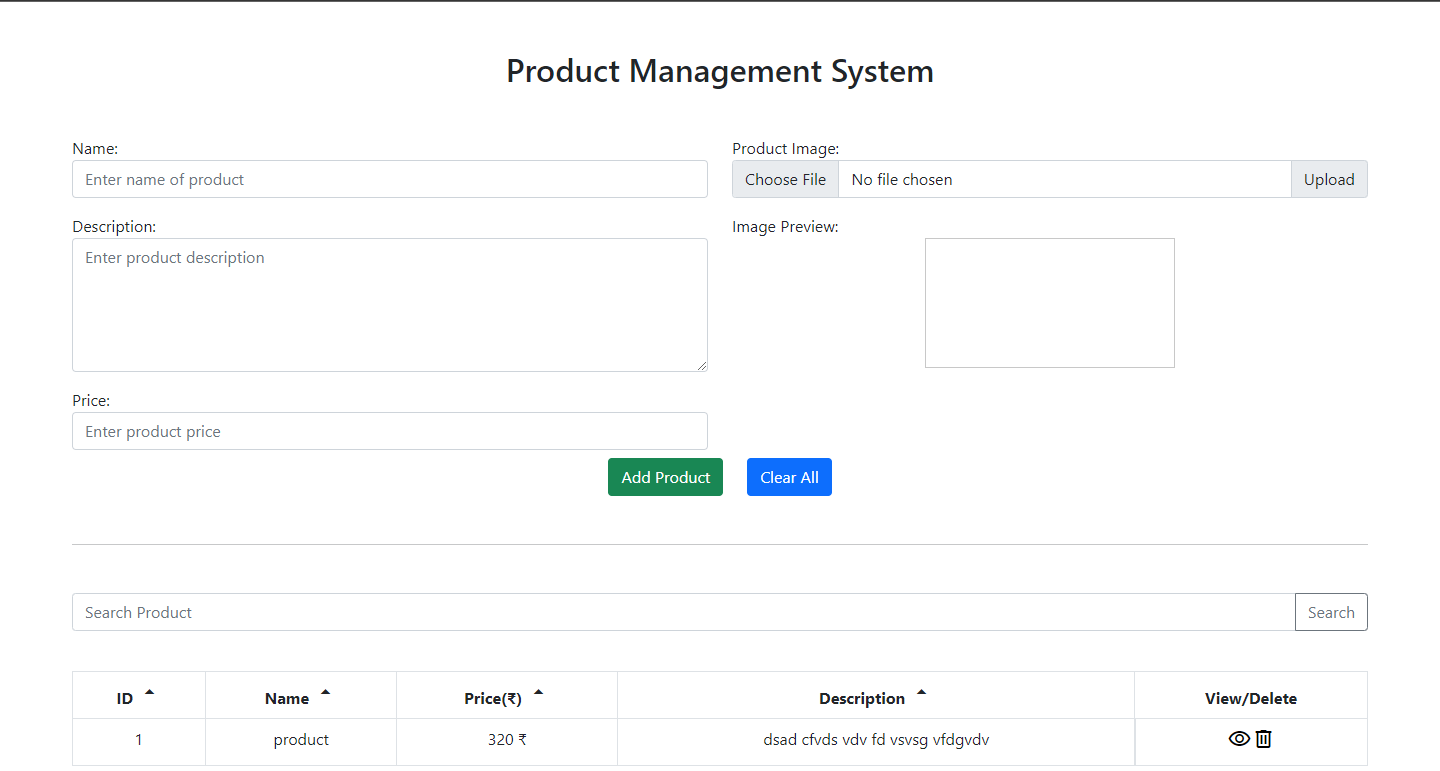 Product Management System
Name:
Enter name of product
Product Image:
Choose File No file chosen Upload
Description:
Enter product description
Image Preview:
Price:
Enter product price
Add Product Clear All
Search Product Search
ID Name Price(₹) Description View/Delete
1 product 320 ₹ dsad cfvds vdv fd vsvsg vfdgvdv